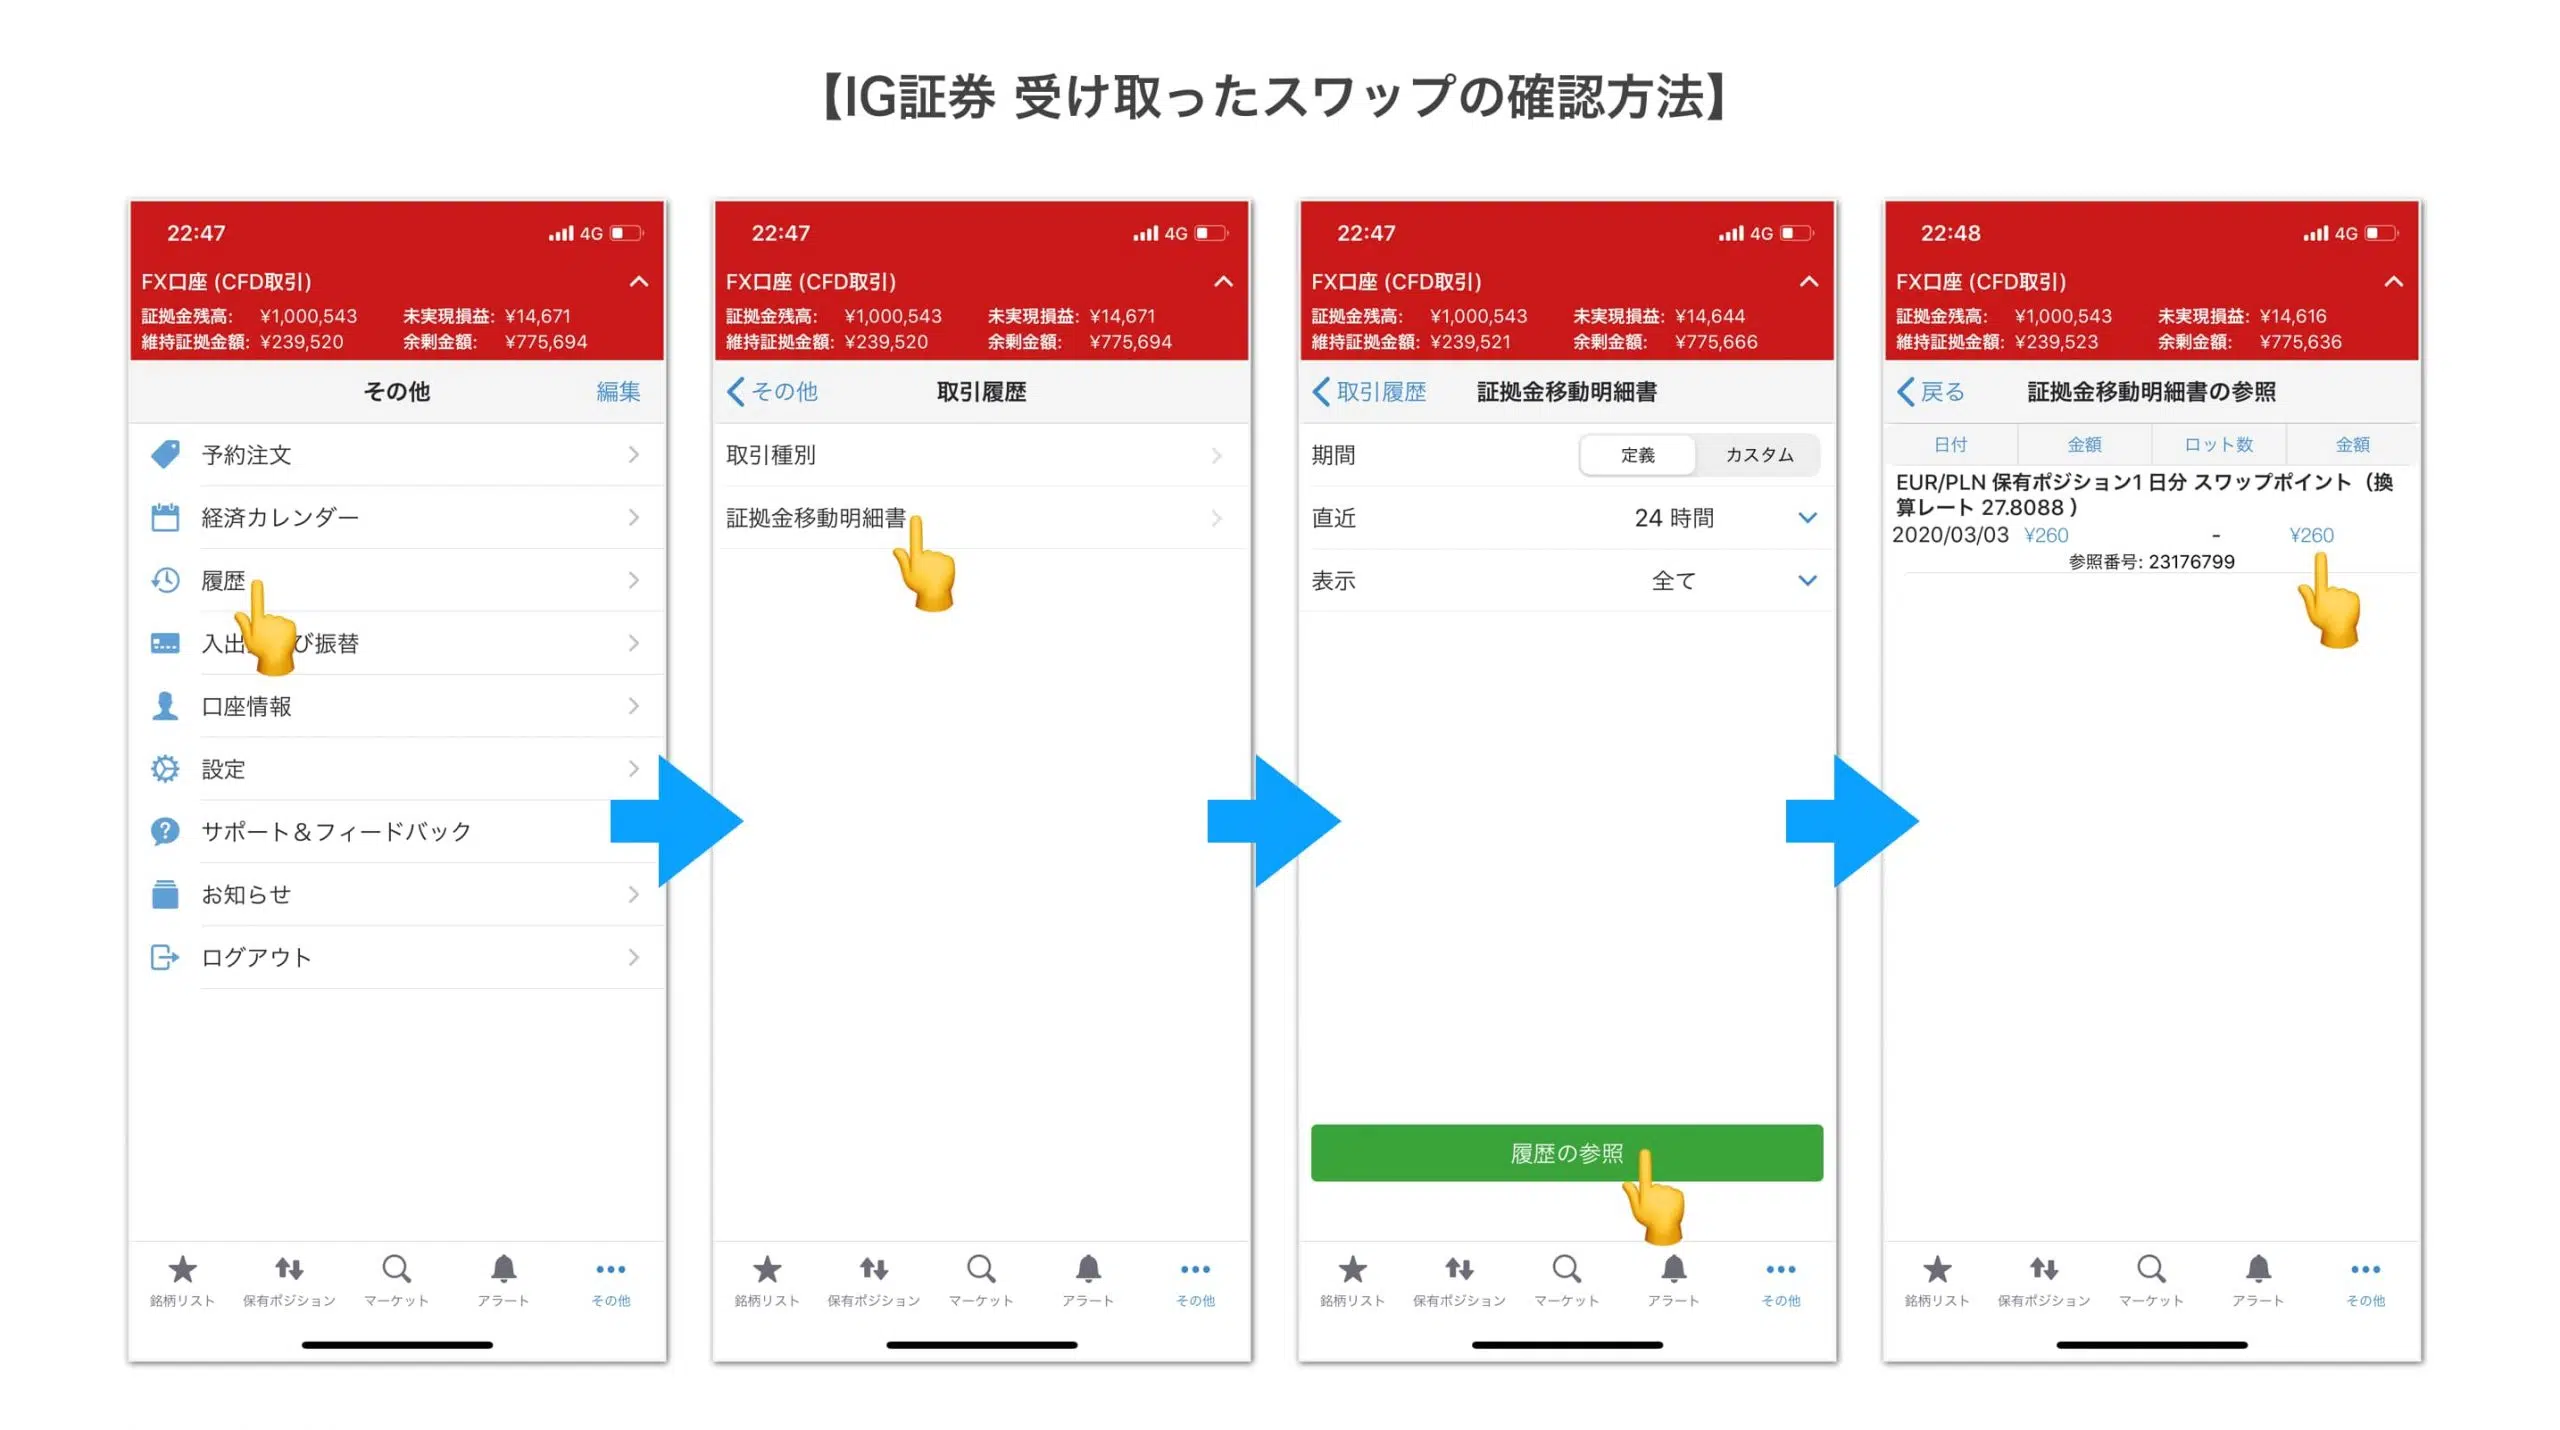 【IG証券 受け取ったスワップの確認方法】
22:47
4G
FX口座 (CFD取引)
証拠金残高: ¥1,000,543 未実現損益: ¥14,671
維持証拠金額: ¥239,520 余剰金額: ¥775,694
その他 編集
予約注文
経済カレンダー
履歴
入出 び振替
口座情報
設定
サポート＆フィードバック
お知らせ
ログアウト
銘柄リスト 保有ポジション マーケット アラート その他
22:47
4G
FX口座 (CFD取引)
証拠金残高: ¥1,000,543 未実現損益: ¥14,671
維持証拠金額: ¥239,520 余剰金額: ¥775,694
その他 取引履歴
取引種別
証拠金移動明細書
銘柄リスト 保有ポジション マーケット アラート その他
22:47
4G
FX口座 (CFD取引)
証拠金残高: ¥1,000,543 未実現損益: ¥14,644
維持証拠金額: ¥239,521 余剰金額: ¥775,666
取引履歴 証拠金移動明細書
期間 定義 カスタム
直近 24 時間
表示 全て
履歴の参照
銘柄リスト 保有ポジション マーケット アラート その他
22:48
4G
FX口座 (CFD取引)
証拠金残高: ¥1,000,543 未実現損益: ¥14,616
維持証拠金額: ¥239,523 余剰金額: ¥775,636
戻る 証拠金移動明細書の参照
日付 金額 ロット数 金額
EUR/PLN 保有ポジション1 日分 スワップポイント（換
算レート 27.8088 ）
2020/03/03 ¥260 - ¥260
参照番号: 23176799
銘柄リスト 保有ポジション マーケット アラート その他